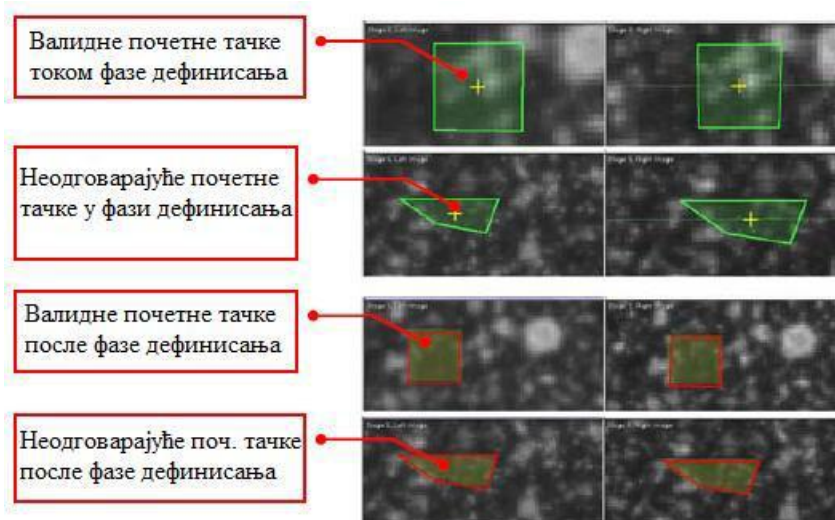 Валидне почетне тачке
током фазе дефинисања
Неодговарајуће почетне
тачке у фази дефинисања
Валидне почетне тачке
после фазе дефинисања
Неодговарајуће поч. тачке
после фазе дефинисања